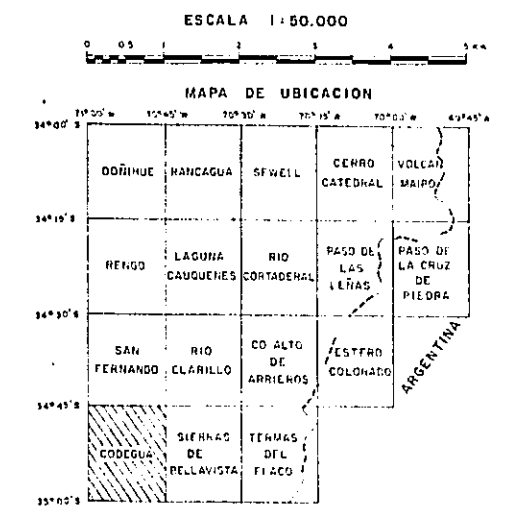 ESCALA 1:50.000
0 0.5 1 2 3 4 5 KM
MAPA DE UBICACION
71°00' W 70°45' W 70°30' W 70°15' W 70°00' W 69°45' W
34°00' S
DOÑIHUE RANCAGUA SEWELL CERRO CATEDRAL VOLCAN MAIPO
34°15' S
RENGO LAGUNA CAUQUENES RIO CORTADERAL PASO DE LAS LEÑAS PASO DE LA CRUZ DE PIEDRA
34°30' S
SAN FERNANDO RIO CLARILLO CO ALTO DE ARRIEROS ESTERO COLORADO ARGENTINA
34°45' S
CODEGUA SIERRAS DE BELLAVISTA TERMAS DEL FLACO
35°00' S